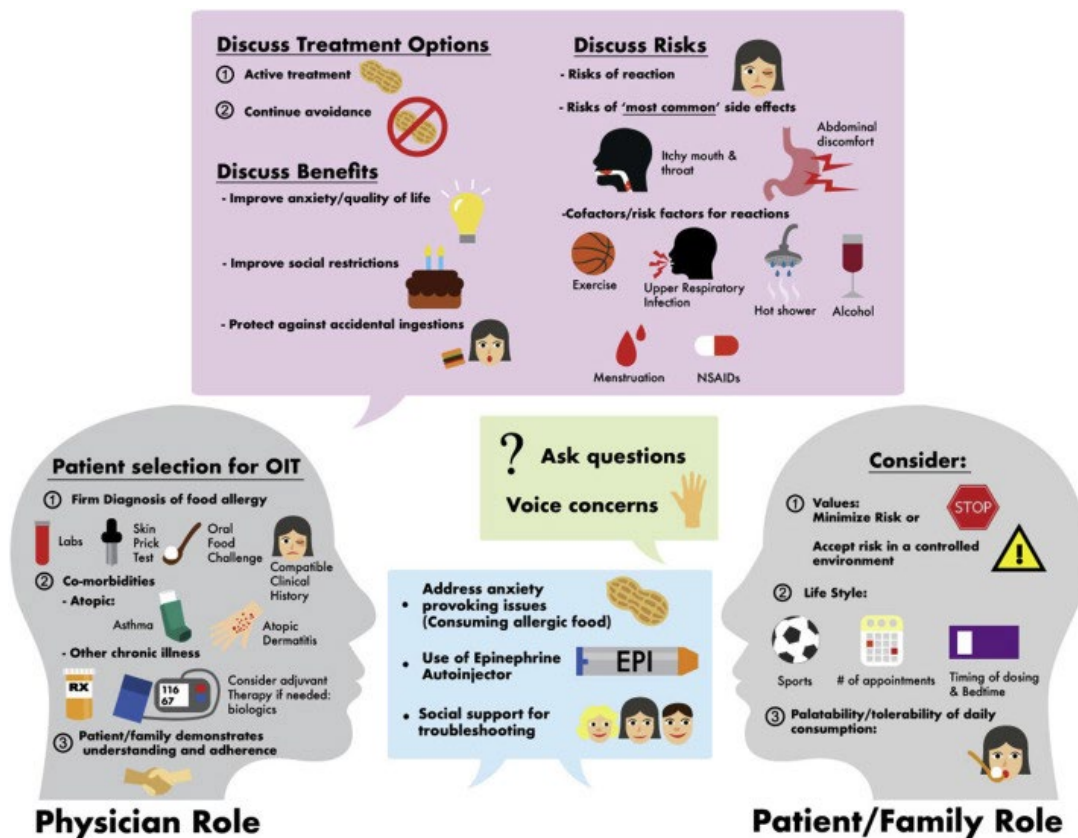 Discuss Treatment Options
① Active treatment
② Continue avoidance
Discuss Benefits
- Improve anxiety/quality of life
- Improve social restrictions
- Protect against accidental ingestions
Discuss Risks
- Risks of reaction
- Risks of ‘most common’ side effects
Itchy mouth &
throat
Abdominal
discomfort
-Cofactors/risk factors for reactions
Exercise
Upper Respiratory
Infection
Hot shower
Alcohol
Menstruation
NSAIDs
Patient selection for OIT
① Firm Diagnosis of food allergy
Labs
Skin
Prick
Test
Oral
Food
Challenge
Compatible
Clinical
History
② Co-morbidities
- Atopic:
Asthma
Atopic
Dermatitis
- Other chronic illness
RX
116
67
Consider adjuvant
Therapy if needed:
biologics
③ Patient/family demonstrates
understanding and adherence
Physician Role
? Ask questions
Voice concerns
• Address anxiety
provoking issues
(Consuming allergic food)
• Use of Epinephrine
Autoinjector
EPI
• Social support for
troubleshooting
Consider:
① Values:
Minimize Risk or
STOP
Accept risk in a controlled
environment
!
② Life Style:
Sports
# of appointments
Timing of dosing
& Bedtime
③ Palatability/tolerability of daily
consumption:
Patient/Family Role